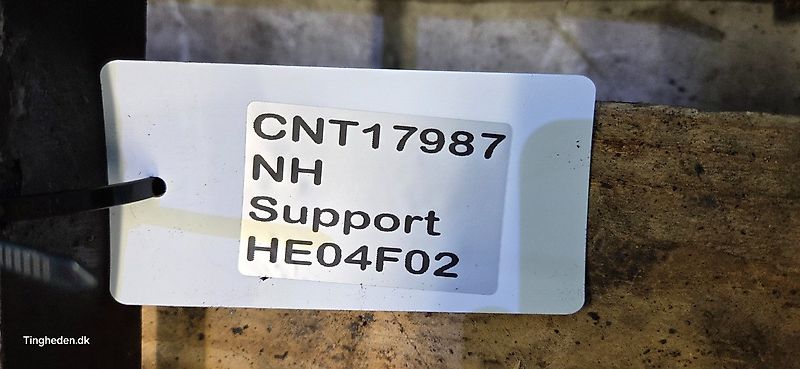 CNT17987
NH
Support
HE04F02
Tingheden.dk